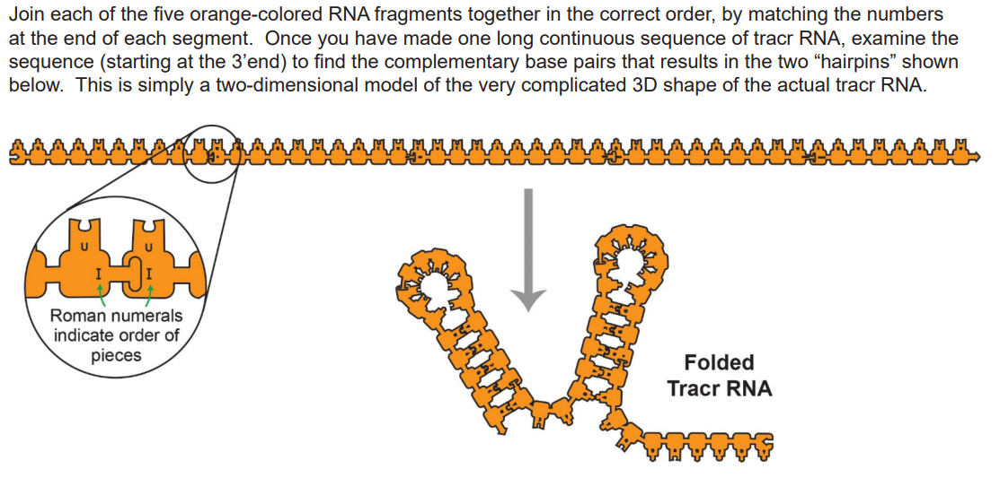 Join each of the five orange-colored RNA fragments together in the correct order, by matching the numbers
at the end of each segment.  Once you have made one long continuous sequence of tracr RNA, examine the
sequence (starting at the 3’end) to find the complementary base pairs that results in the two “hairpins” shown
below.  This is simply a two-dimensional model of the very complicated 3D shape of the actual tracr RNA.
U U
I I
Roman numerals
indicate order of
pieces
Folded
Tracr RNA